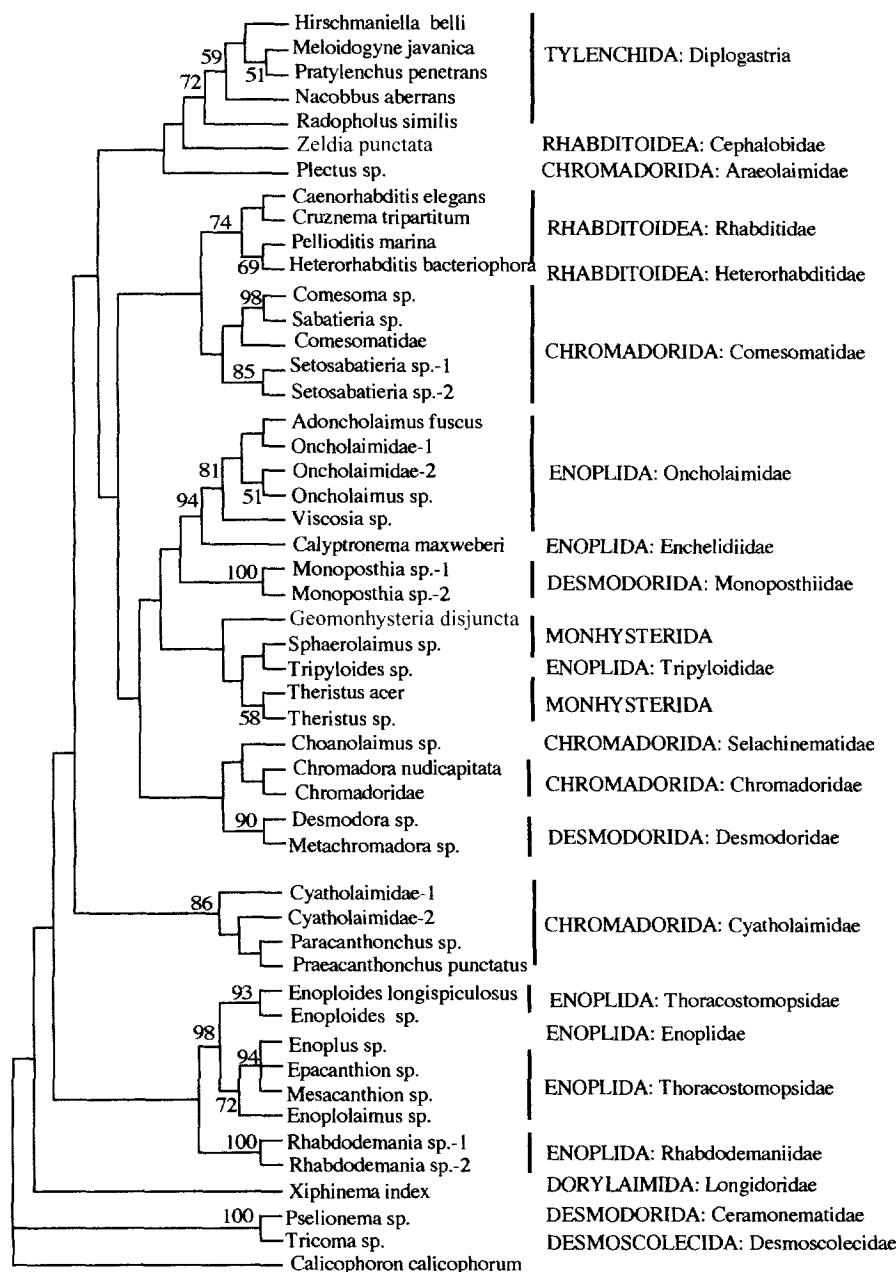 Hirschmaniella belli
Meloidogyne javanica
59
TYLENCHIDA: Diplogastria
51
Pratylenchus penetrans
72
Nacobbus aberrans
Radopholus similis
Zeldia punctata
RHABDITOIDEA: Cephalobidae
Plectus sp.
CHROMADORIDA: Araeolaimidae
Caenorhabditis elegans
74
Cruznema tripartitum
RHABDITOIDEA: Rhabditidae
Pellioditis marina
69
Heterorhabditis bacteriophora
RHABDITOIDEA: Heterorhabditidae
98
Comesoma sp.
Sabatieria sp.
Comesomatidae
CHROMADORIDA: Comesomatidae
85
Setosabatieria sp.-1
Setosabatieria sp.-2
Adoncholaimus fuscus
Oncholaimidae-1
81
Oncholaimidae-2
ENOPLIDA: Oncholaimidae
51
Oncholaimus sp.
94
Viscosia sp.
Calyptronema maxweberi
ENOPLIDA: Enchelidiidae
100
Monoposthia sp.-1
DESMODORIDA: Monoposthiidae
Monoposthia sp.-2
Geomonhysteria disjuncta
MONHYSTERIDA
Sphaerolaimus sp.
Tripyloides sp.
ENOPLIDA: Tripyloididae
Theristus acer
MONHYSTERIDA
58
Theristus sp.
Choanolaimus sp.
CHROMADORIDA: Selachinematidae
Chromadora nudicapitata
CHROMADORIDA: Chromadoridae
Chromadoridae
90
Desmodora sp.
DESMODORIDA: Desmodoridae
Metachromadora sp.
86
Cyatholaimidae-1
Cyatholaimidae-2
CHROMADORIDA: Cyatholaimidae
Paracanthonchus sp.
Praeacanthonchus punctatus
93
Enoploides longispiculosus
ENOPLIDA: Thoracostomopsidae
Enoploides sp.
98
Enoplus sp.
ENOPLIDA: Enoplidae
94
Epacanthion sp.
Mesacanthion sp.
ENOPLIDA: Thoracostomopsidae
72
Enoplolaimus sp.
100
Rhabdodemania sp.-1
ENOPLIDA: Rhabdodemaniidae
Rhabdodemania sp.-2
Xiphinema index
DORYLAIMIDA: Longidoridae
100
Pselionema sp.
DESMODORIDA: Ceramonematidae
Tricoma sp.
DESMOSCOLECIDA: Desmoscolecidae
Calicophoron calicophorum